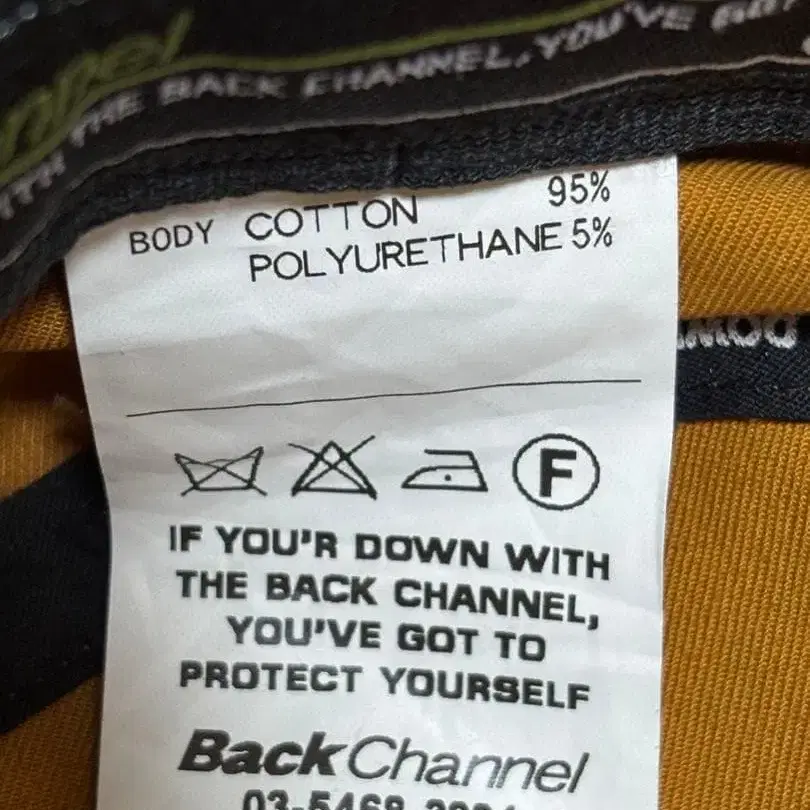 THE BACK CHANNEL, YOU'VE GOT
BODY COTTON 95%
POLYURETHANE 5%
F
IF YOU'R DOWN WITH
THE BACK CHANNEL,
YOU'VE GOT TO
PROTECT YOURSELF
BackChannel